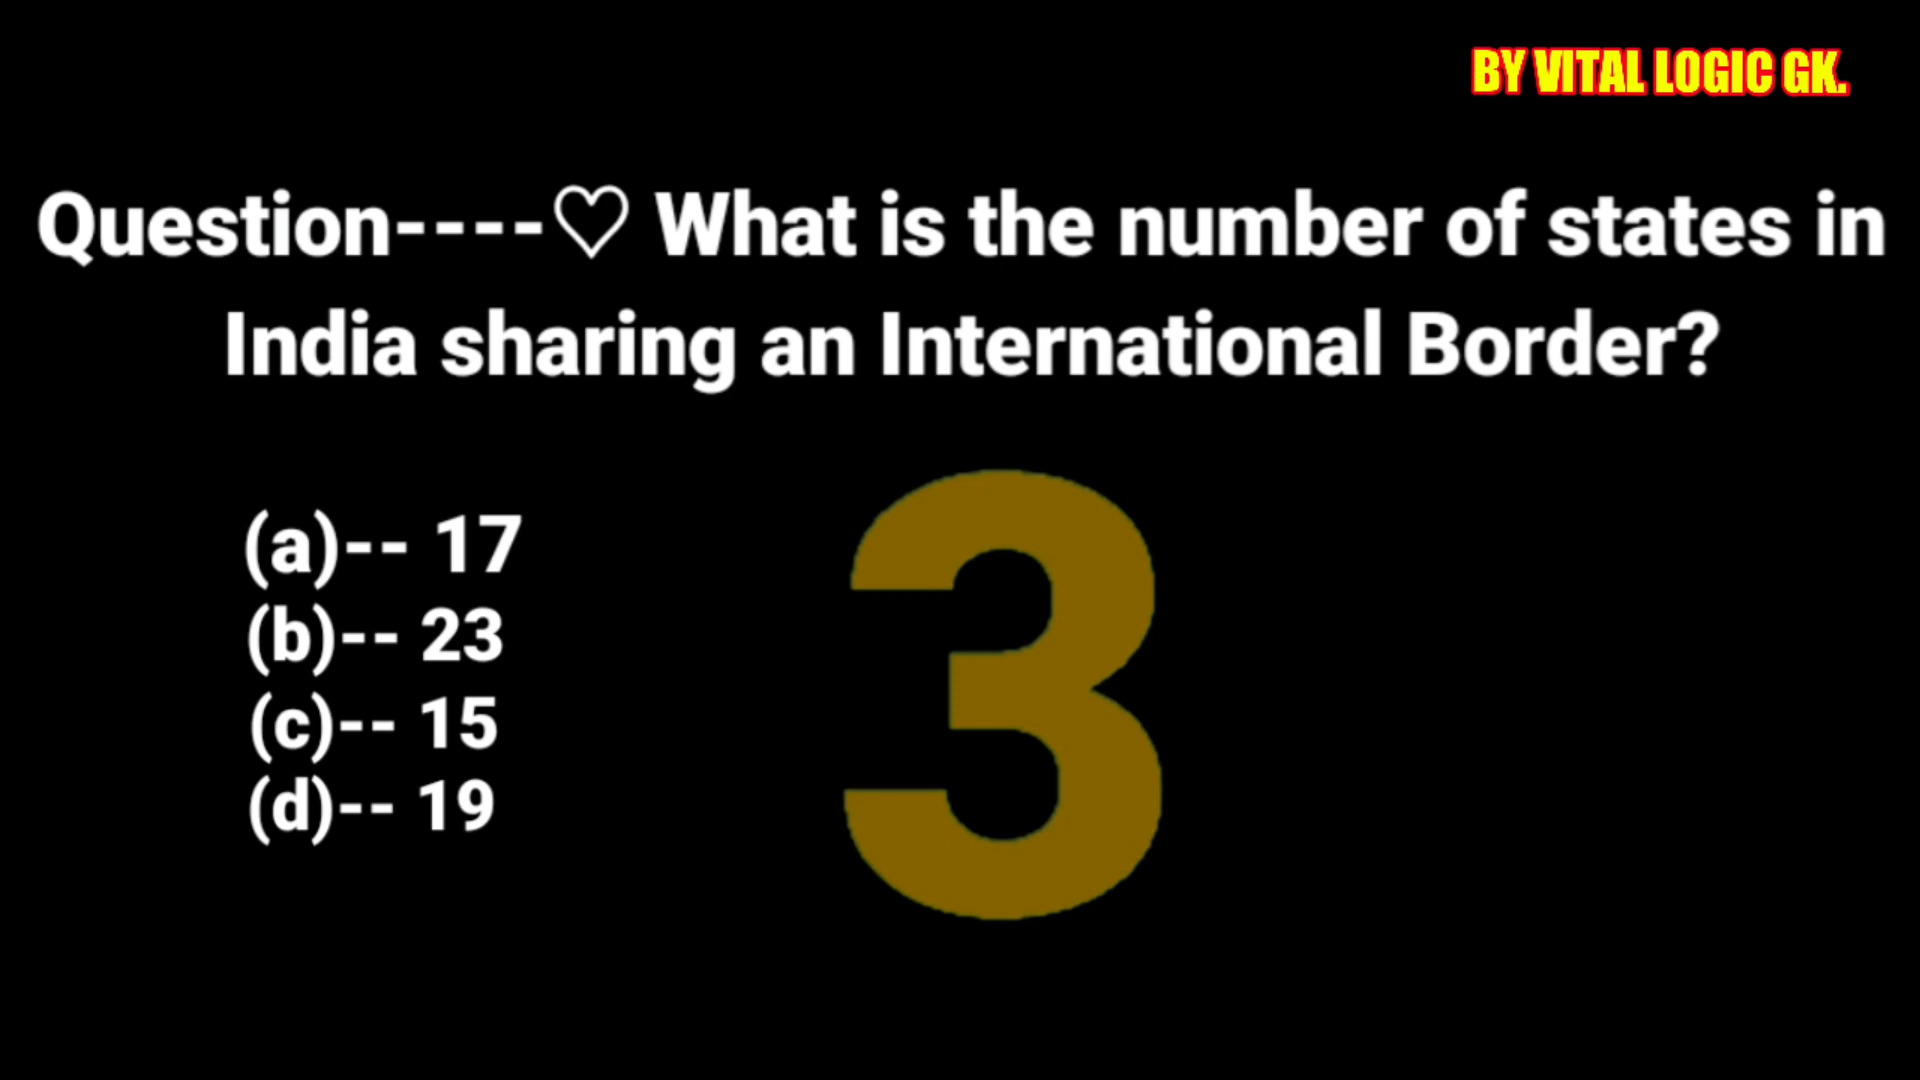 BY VITAL LOGIC GK.
Question----♡ What is the number of states in
India sharing an International Border?
(a)-- 17
(b)-- 23
(c)-- 15
(d)-- 19
3